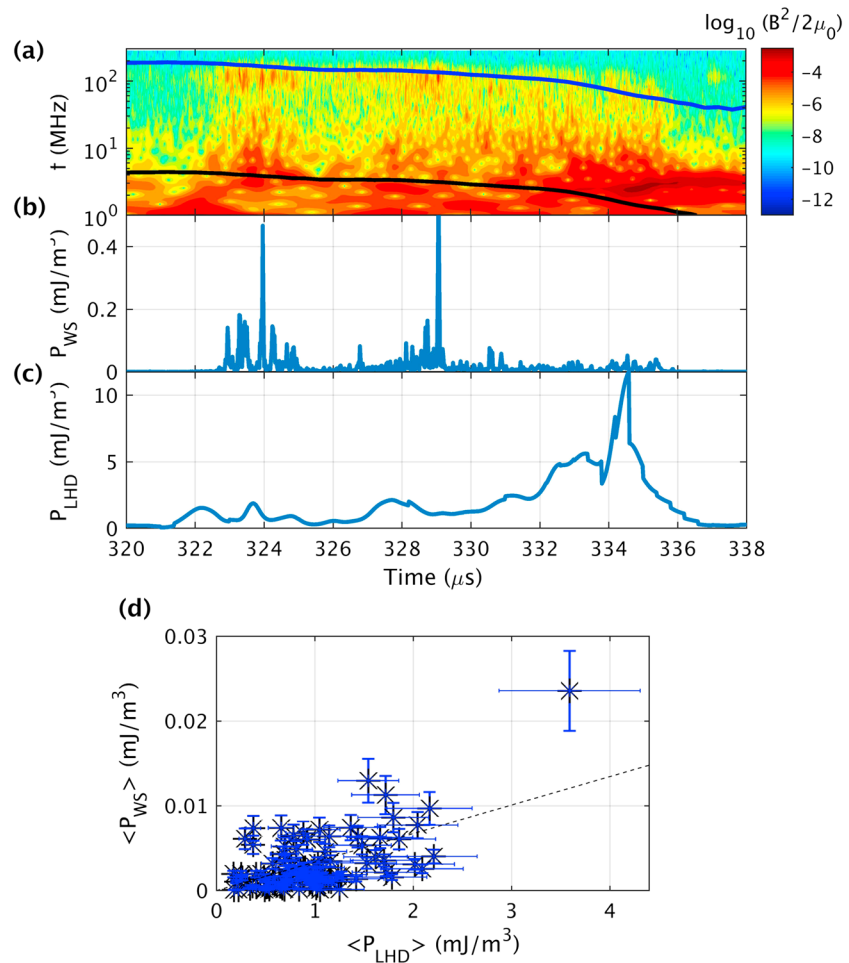 log₁₀ (B²/2μ₀)
(a)
f (MHz)
10²
10¹
10⁰
−4
−6
−8
−10
−12
(b)
P_WS (mJ/m³)
0.4
0.2
0
(c)
P_LHD (mJ/m³)
10
5
0
320 322 324 326 328 330 332 334 336 338
Time (μs)
(d)
<P_WS> (mJ/m³)
0.03
0.02
0.01
0
0 1 2 3 4
<P_LHD> (mJ/m³)